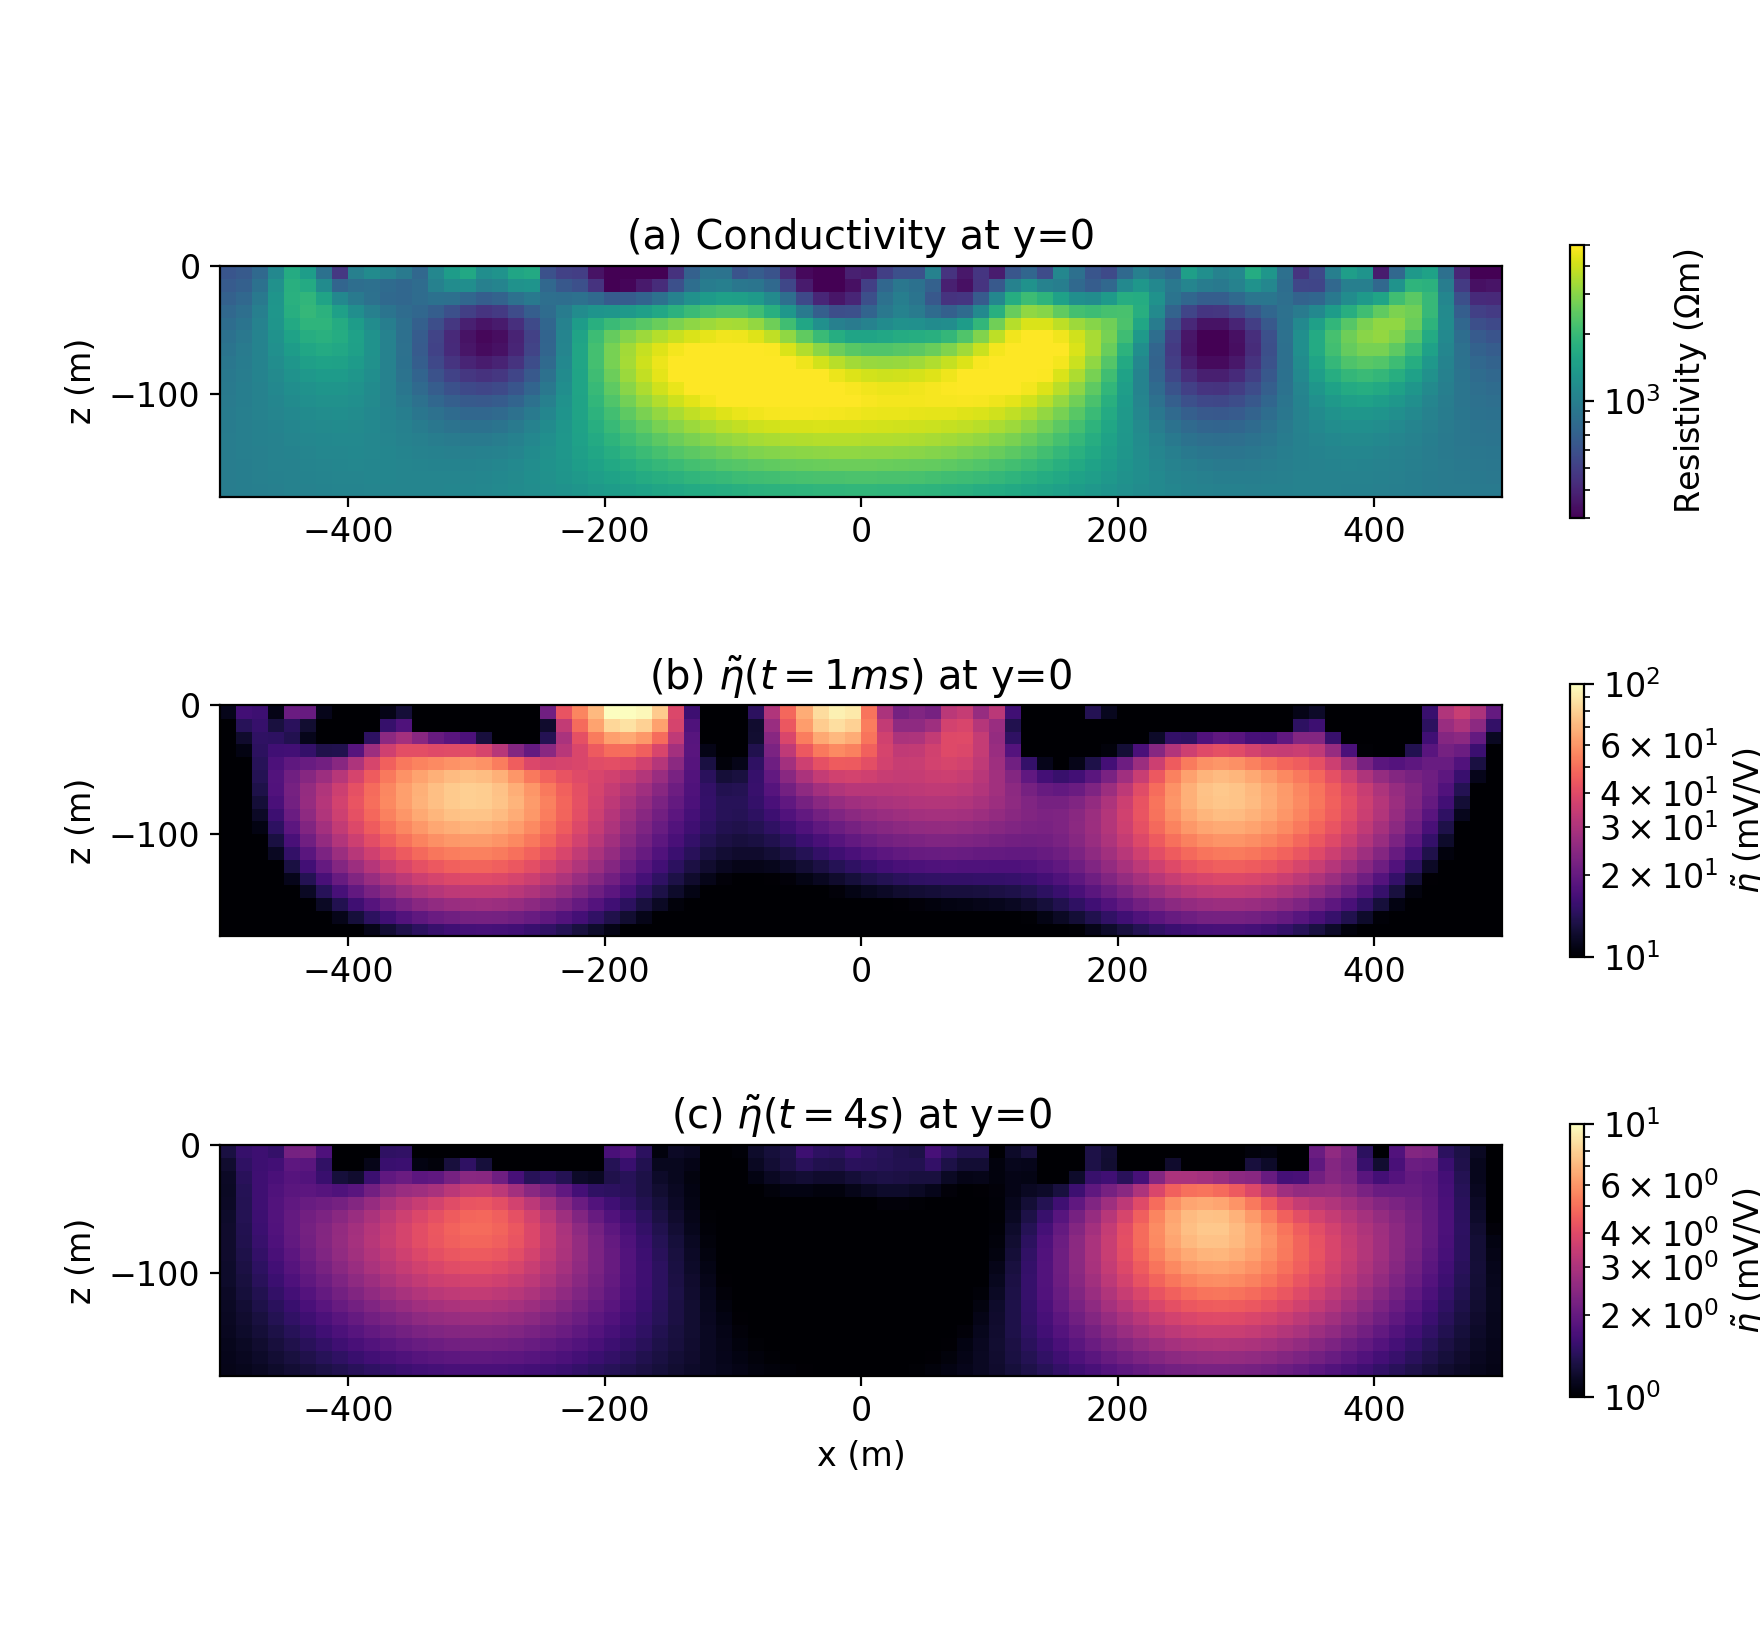 (a) Conductivity at y=0
0
−100
z (m)
−400 −200 0 200 400
10³
Resistivity (Ωm)
(b) η̃(t = 1ms) at y=0
0
−100
z (m)
−400 −200 0 200 400
10²
6 × 10¹
4 × 10¹
3 × 10¹
2 × 10¹
10¹
η̃ (mV/V)
(c) η̃(t = 4s) at y=0
0
−100
z (m)
−400 −200 0 200 400
x (m)
10¹
6 × 10⁰
4 × 10⁰
3 × 10⁰
2 × 10⁰
10⁰
η̃ (mV/V)